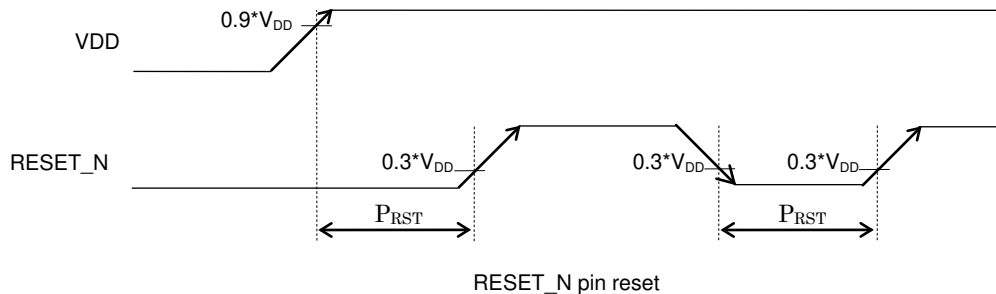 0.9*VDD
VDD
RESET_N
0.3*VDD
0.3*VDD
0.3*VDD
PRST
PRST
RESET_N pin reset